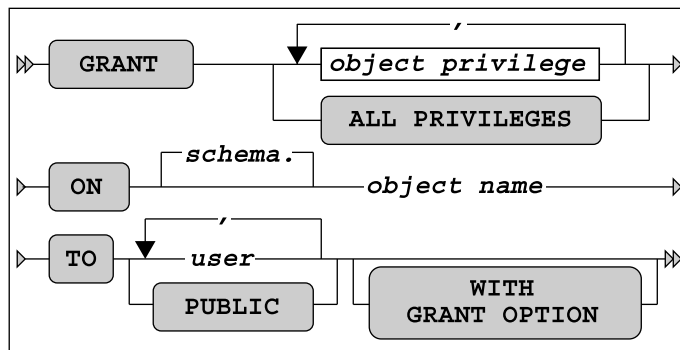 ,
GRANT
object privilege
ALL PRIVILEGES
schema.
ON
object name
,
TO
user
PUBLIC
WITH
GRANT OPTION